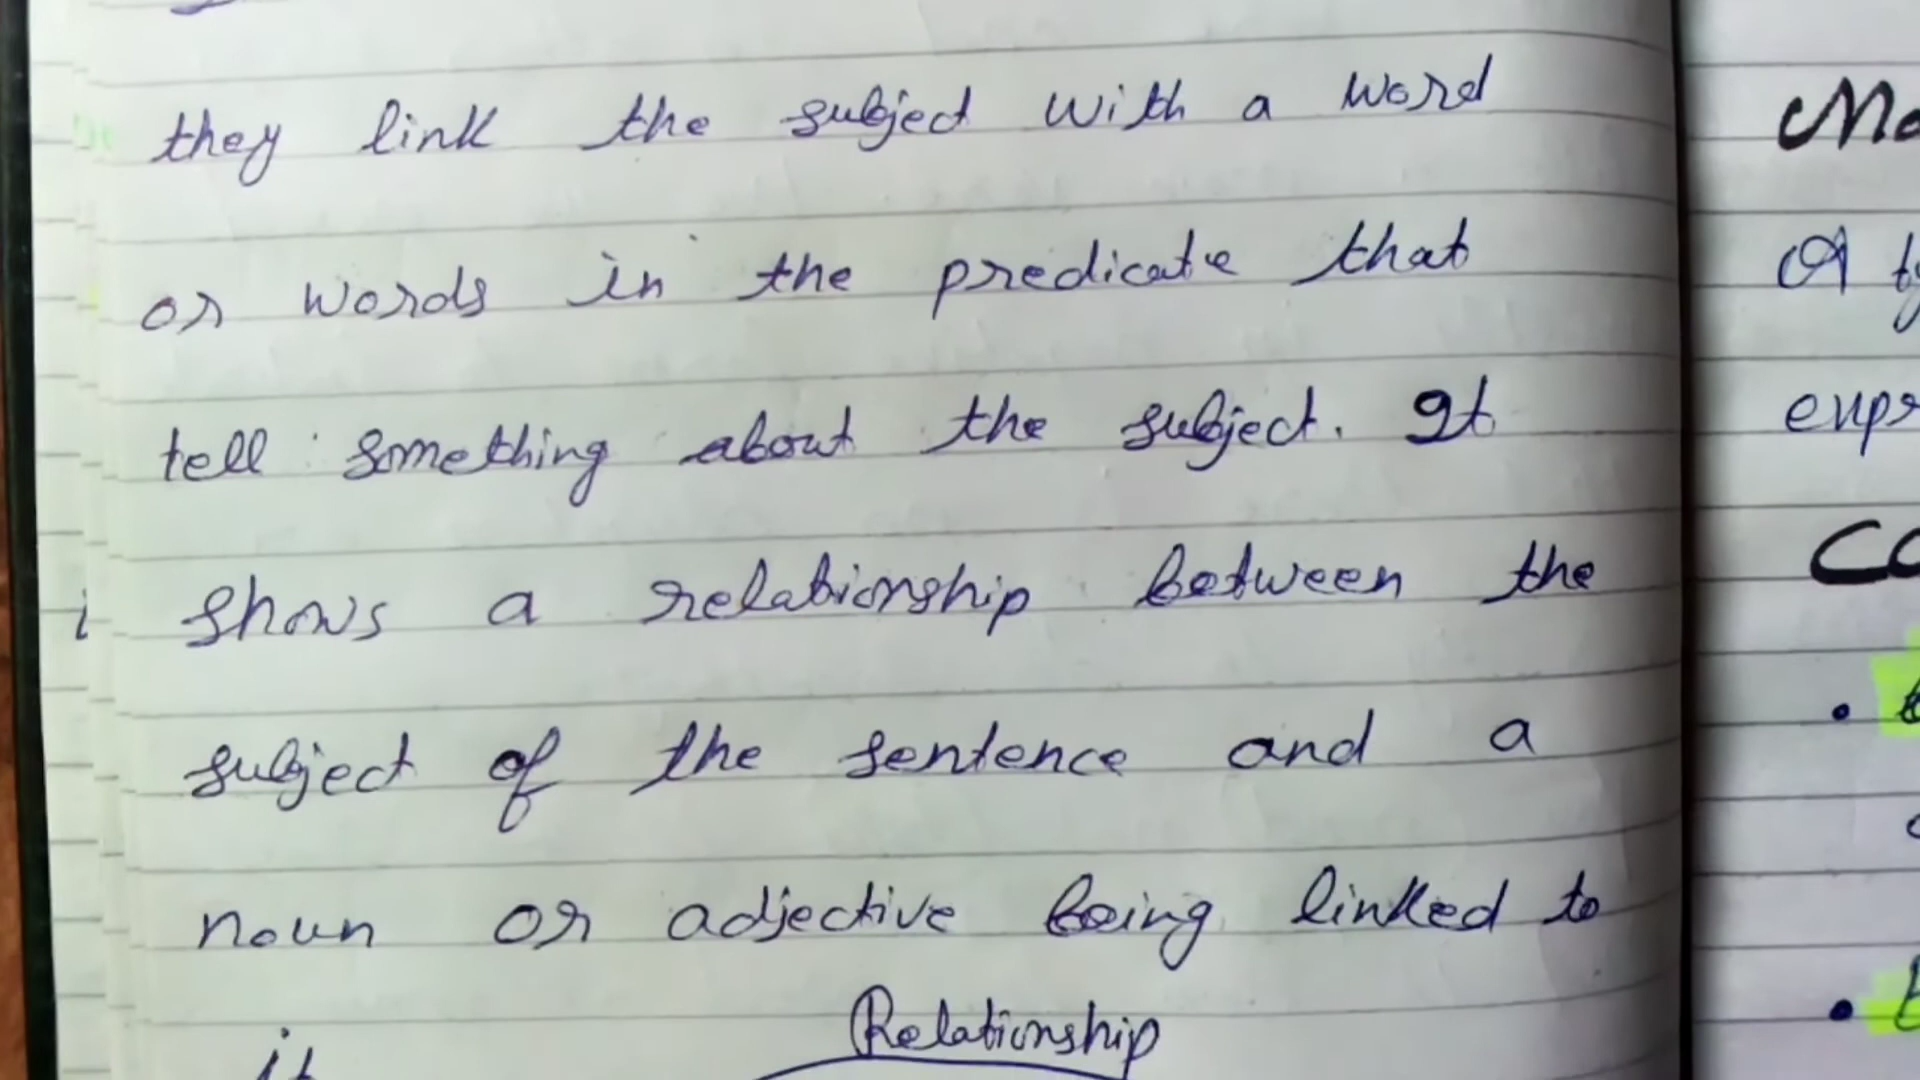 they link the subject with a word
or words in the predicate that
tell something about the subject. It
shows a relationship between the
subject of the sentence and a
noun or adjective being linked to
it
Relationship